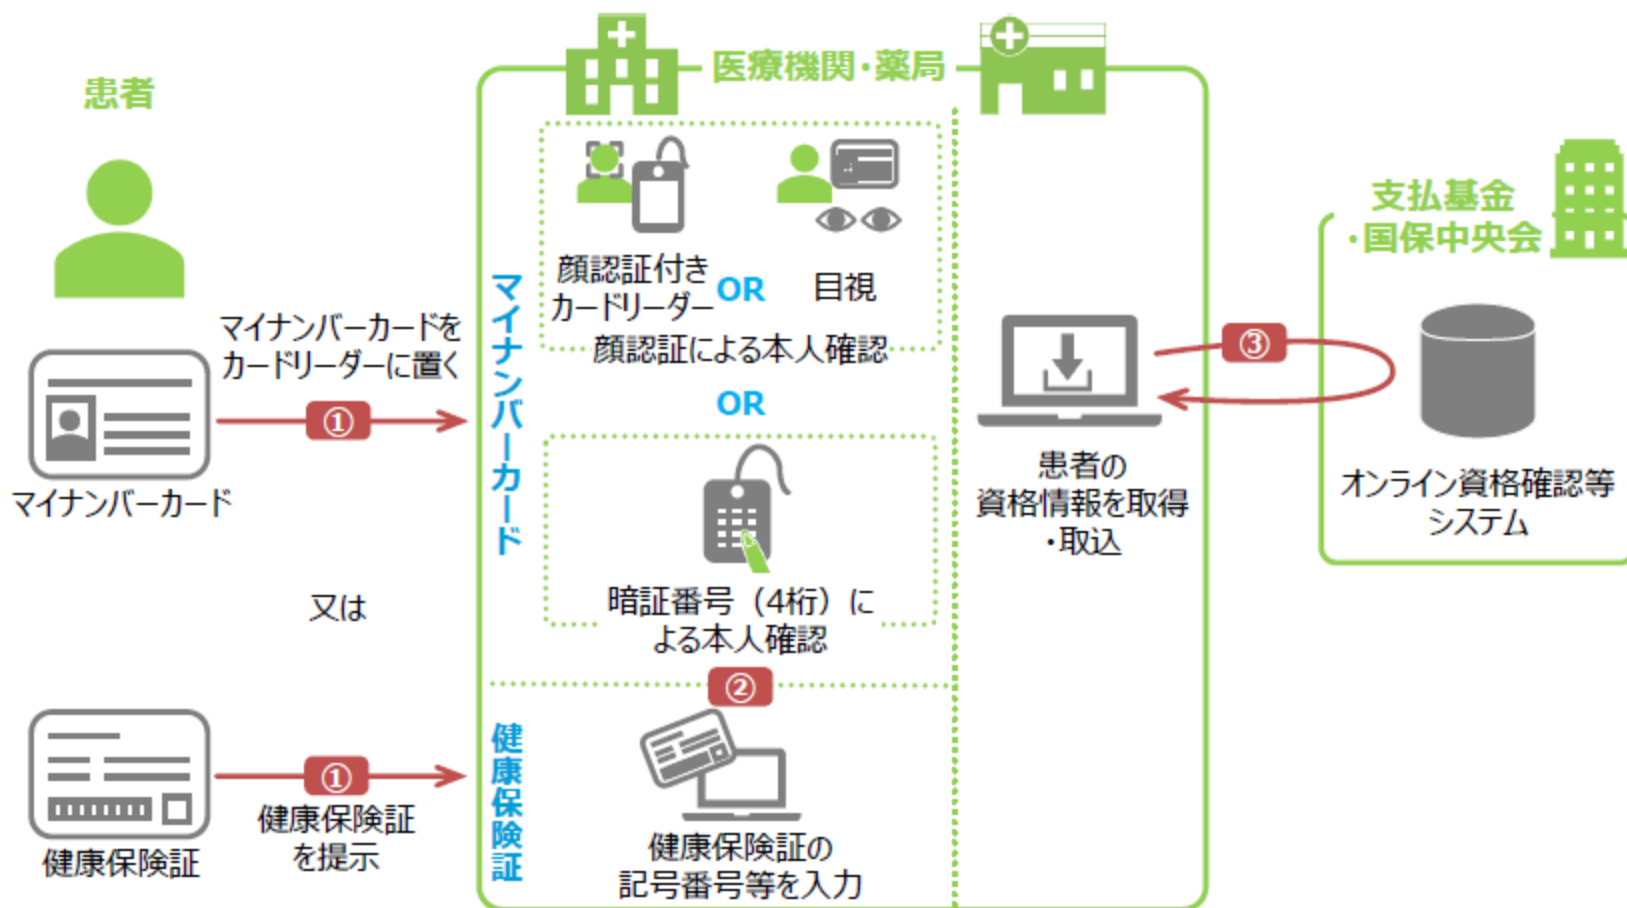 医療機関・薬局
患者
支払基金
・国保中央会
マイナンバーカードを
カードリーダーに置く
①
マイナンバーカード
又は
①
健康保険証
を提示
健康保険証
マイナンバーカード
顔認証付き
カードリーダー
OR
目視
顔認証による本人確認
OR
暗証番号（4桁）に
よる本人確認
②
健康保険証
健康保険証の
記号番号等を入力
患者の
資格情報を取得
・取込
③
オンライン資格確認等
システム